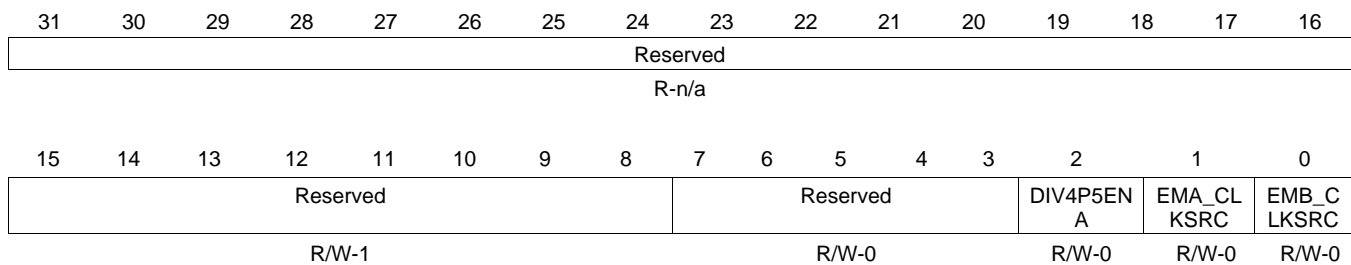 31 30 29 28 27 26 25 24 23 22 21 20 19 18 17 16
Reserved
R-n/a
15 14 13 12 11 10 9 8 7 6 5 4 3 2 1 0
Reserved Reserved DIV4P5EN EMA_CL EMB_C
A KSRC LKSRC
R/W-1 R/W-0 R/W-0 R/W-0 R/W-0